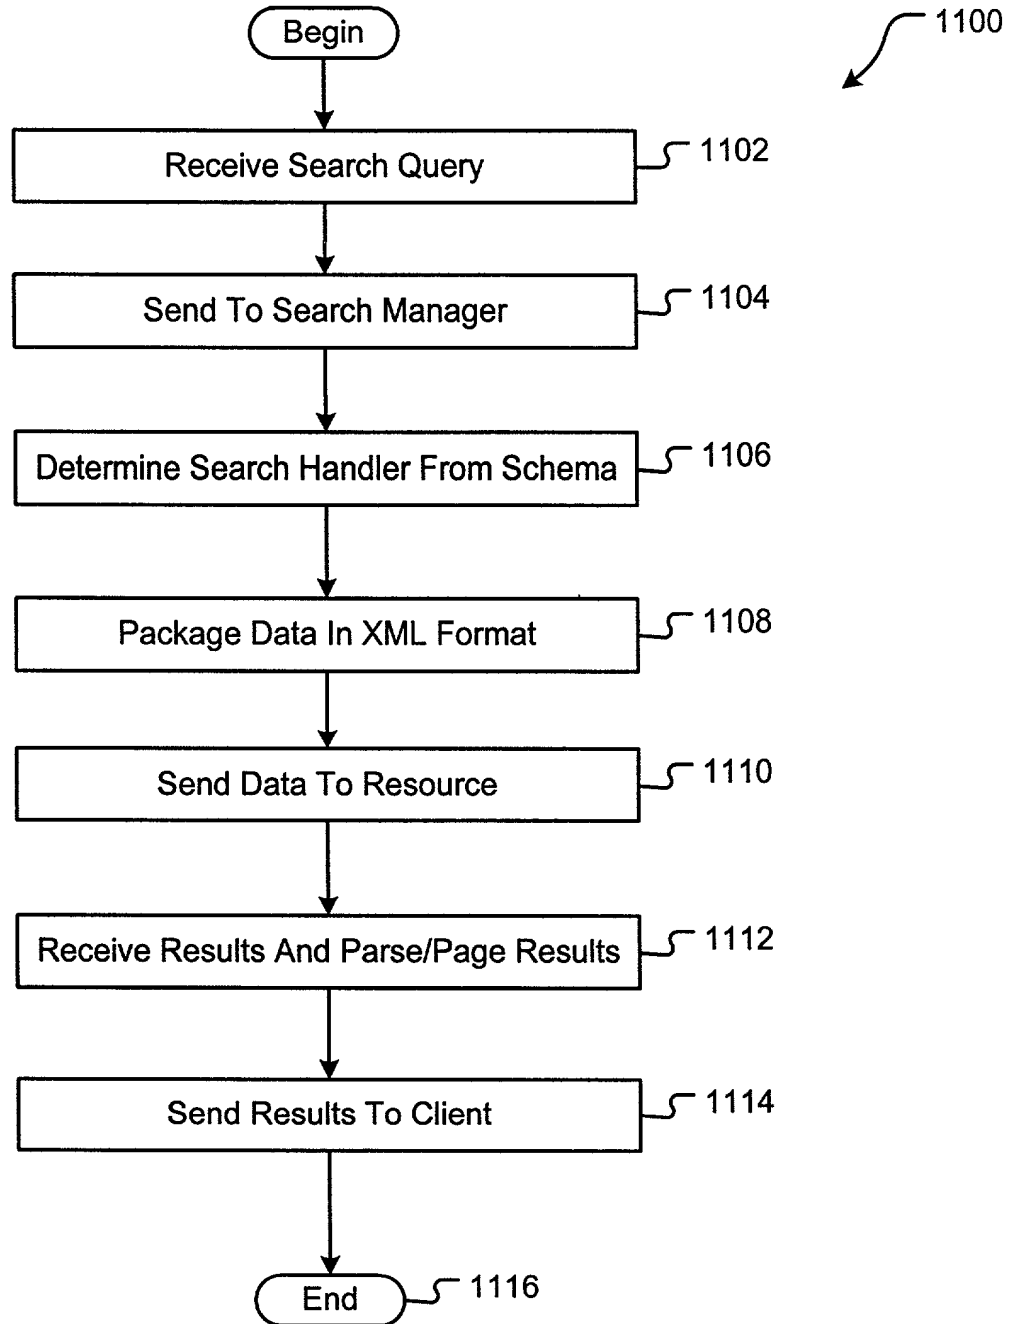 Begin
1100
Receive Search Query
1102
Send To Search Manager
1104
Determine Search Handler From Schema
1106
Package Data In XML Format
1108
Send Data To Resource
1110
Receive Results And Parse/Page Results
1112
Send Results To Client
1114
End
1116